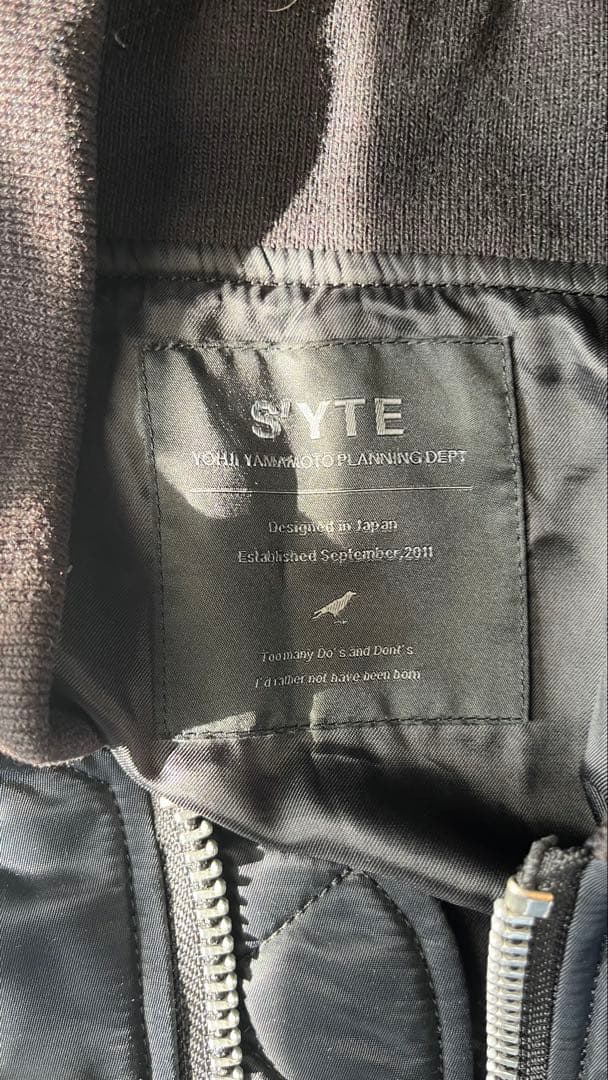 S'YTE
YOHJI YAMAMOTO PLANNING DEPT
Designed in Japan
Established September,2011
Too many Do's and Dont's
I'd rather not have been born